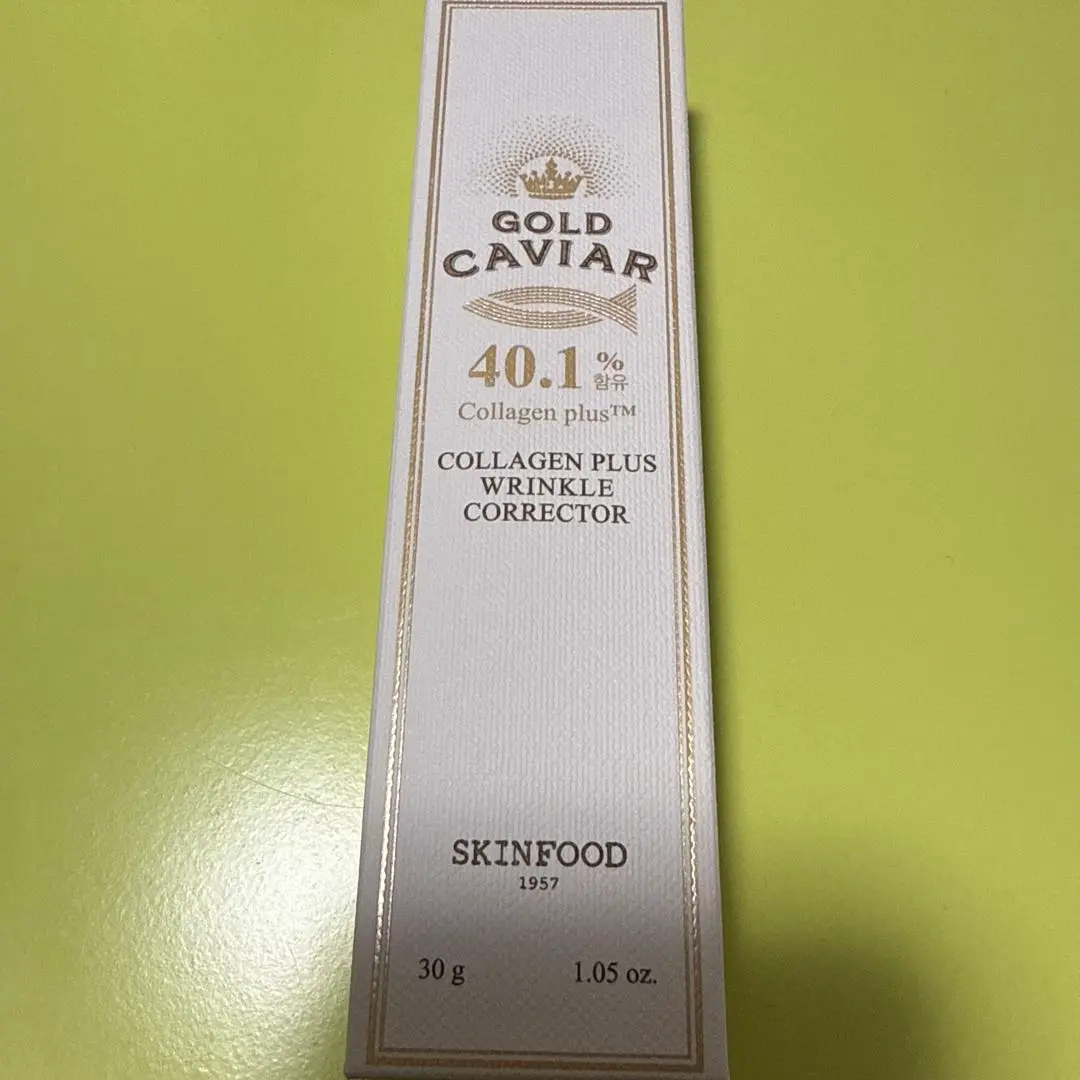 GOLD
CAVIAR
40.1 % 함유
Collagen plus™
COLLAGEN PLUS
WRINKLE
CORRECTOR
SKINFOOD
1957
30 g 1.05 oz.